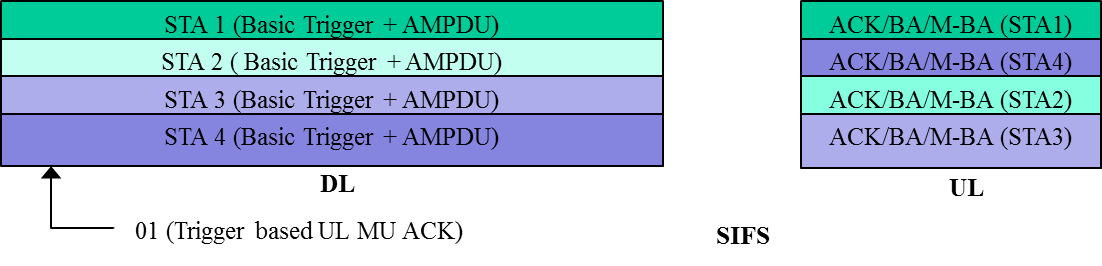 STA 1 (Basic Trigger + AMPDU)
STA 2 ( Basic Trigger + AMPDU)
STA 3 (Basic Trigger + AMPDU)
STA 4 (Basic Trigger + AMPDU)
DL
01 (Trigger based UL MU ACK)
SIFS
ACK/BA/M-BA (STA1)
ACK/BA/M-BA (STA4)
ACK/BA/M-BA (STA2)
ACK/BA/M-BA (STA3)
UL